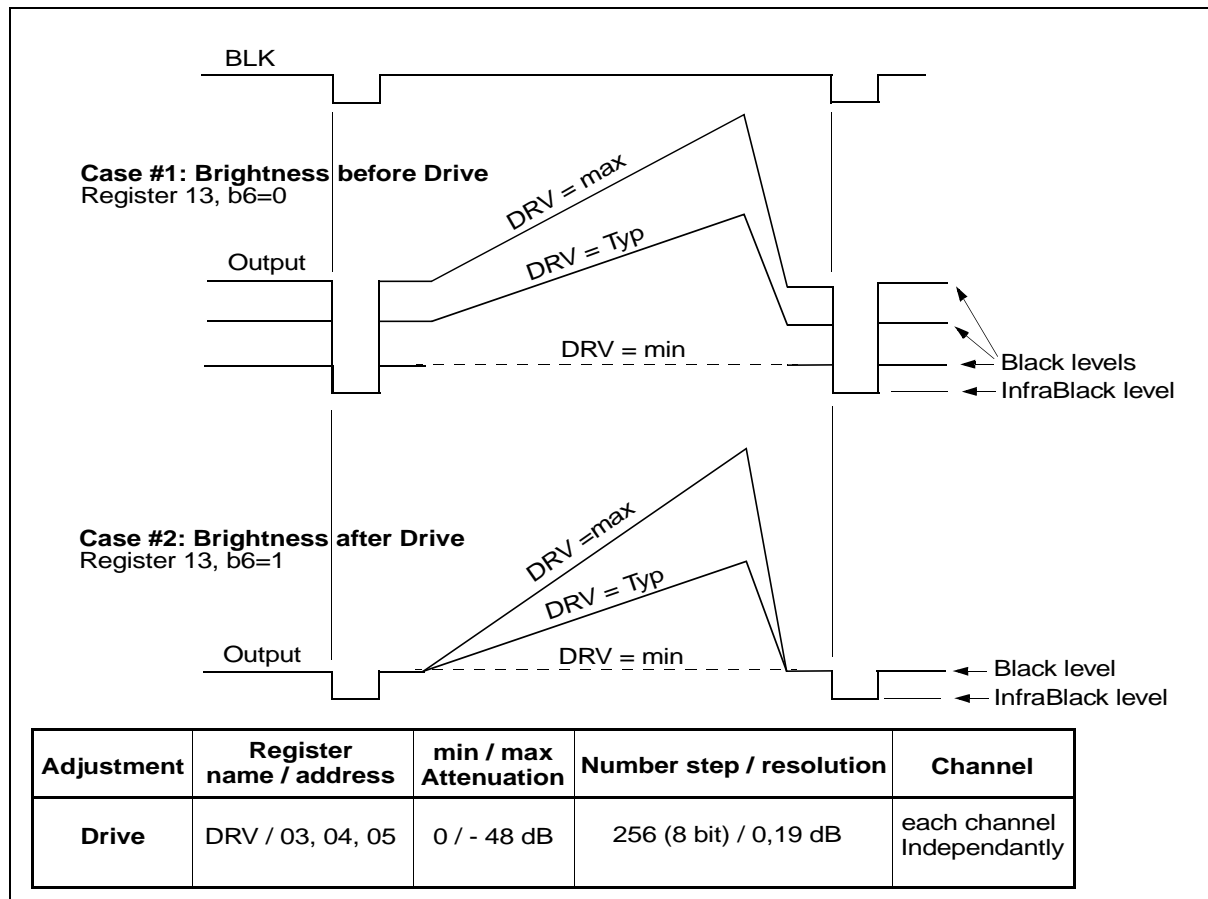 BLK
Case #1: Brightness before Drive
Register 13, b6=0
DRV = max
DRV = Typ
Output
DRV = min
Black levels
InfraBlack level
Case #2: Brightness after Drive
Register 13, b6=1
DRV =max
DRV = Typ
Output
DRV = min
Black level
InfraBlack level
Adjustment
Register
name / address
min / max
Attenuation
Number step / resolution
Channel
Drive
DRV / 03, 04, 05
0 / - 48 dB
256 (8 bit) / 0,19 dB
each channel
Independantly